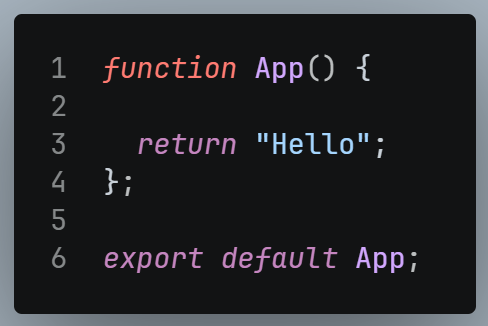 1 function App() {
2
3   return "Hello";
4 };
5
6 export default App;